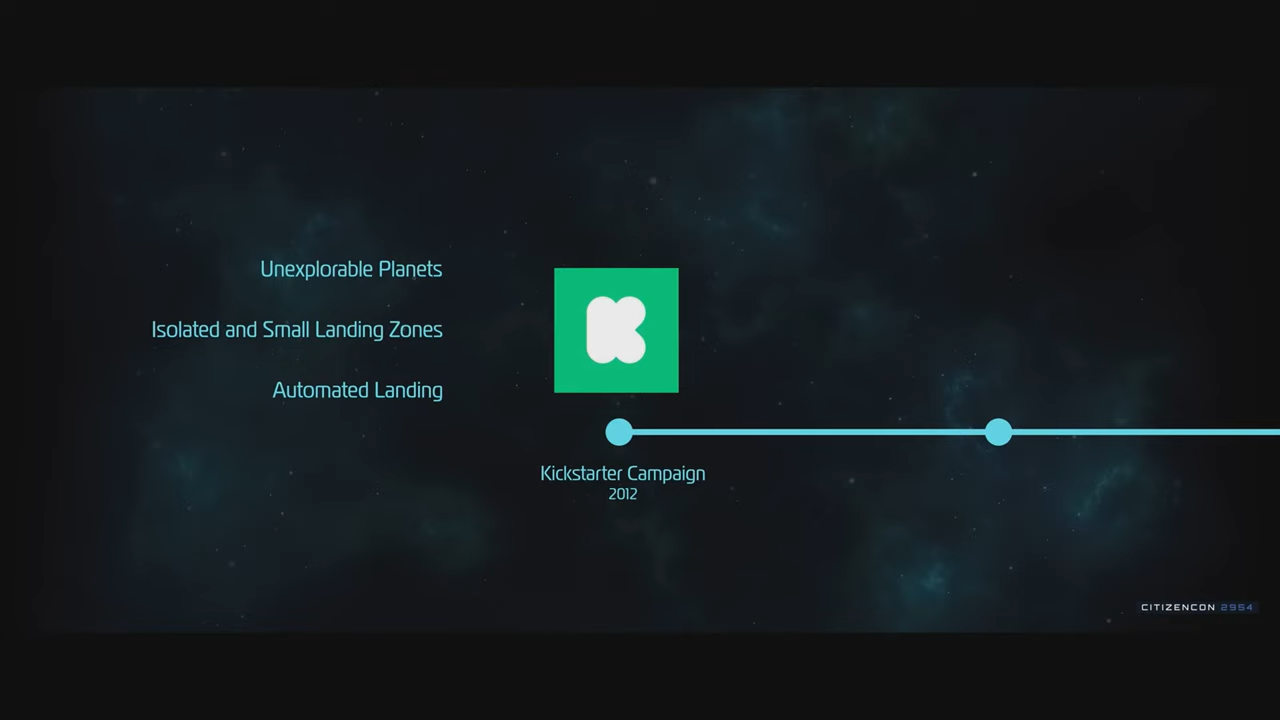 Unexplorable Planets
Isolated and Small Landing Zones
Automated Landing
K
Kickstarter Campaign
2012
CITIZENCON 2954